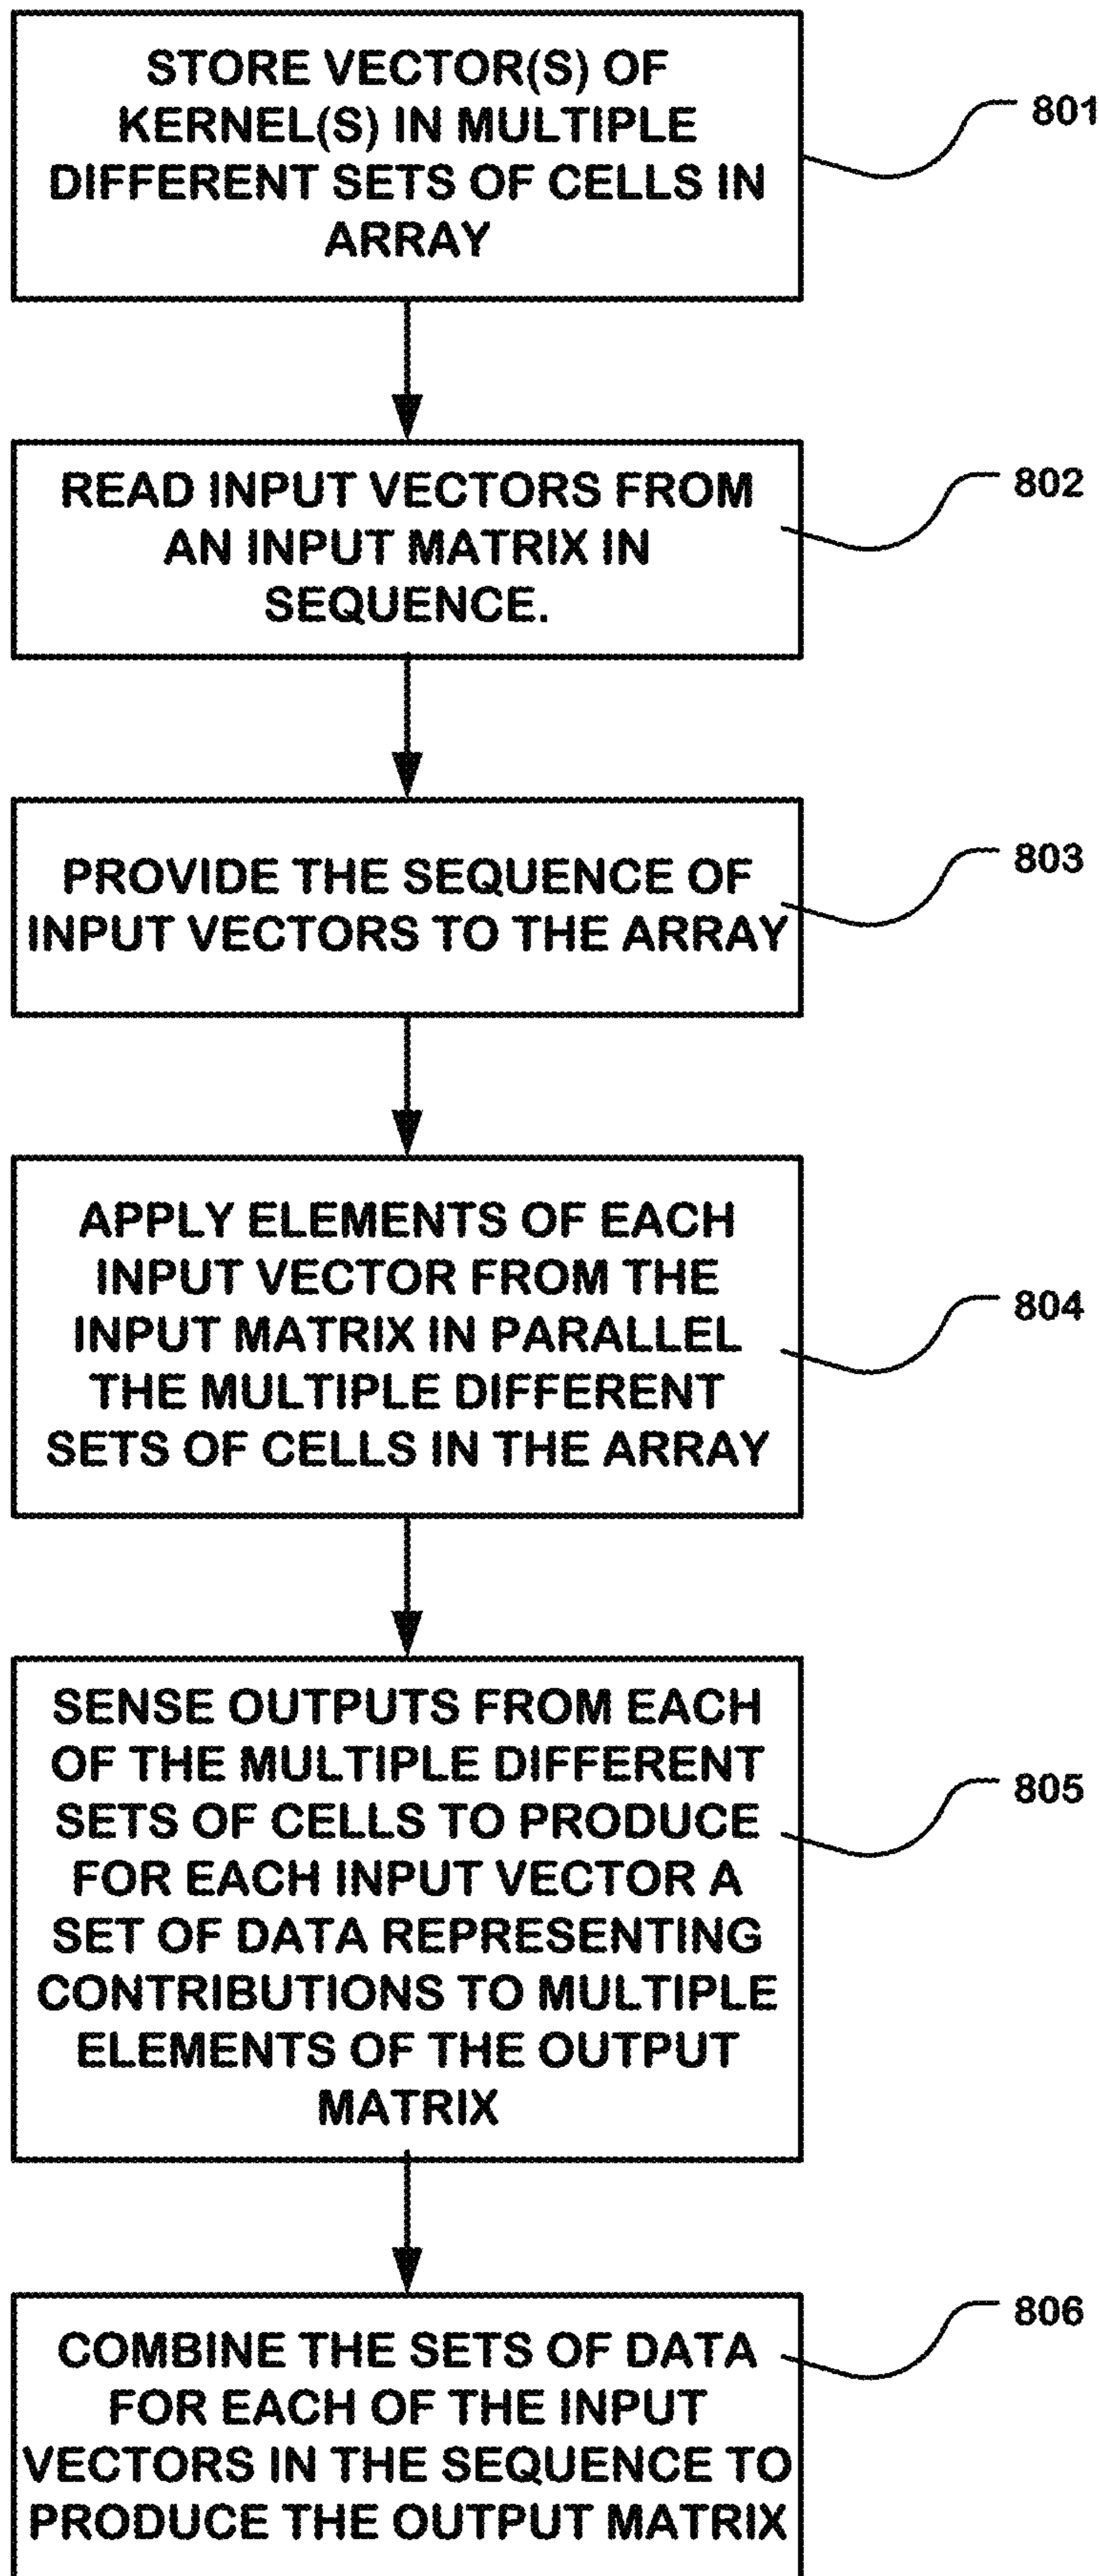 STORE VECTOR(S) OF
KERNEL(S) IN MULTIPLE
DIFFERENT SETS OF CELLS IN
ARRAY
801
READ INPUT VECTORS FROM
AN INPUT MATRIX IN
SEQUENCE.
802
PROVIDE THE SEQUENCE OF
INPUT VECTORS TO THE ARRAY
803
APPLY ELEMENTS OF EACH
INPUT VECTOR FROM THE
INPUT MATRIX IN PARALLEL
THE MULTIPLE DIFFERENT
SETS OF CELLS IN THE ARRAY
804
SENSE OUTPUTS FROM EACH
OF THE MULTIPLE DIFFERENT
SETS OF CELLS TO PRODUCE
FOR EACH INPUT VECTOR A
SET OF DATA REPRESENTING
CONTRIBUTIONS TO MULTIPLE
ELEMENTS OF THE OUTPUT
MATRIX
805
COMBINE THE SETS OF DATA
FOR EACH OF THE INPUT
VECTORS IN THE SEQUENCE TO
PRODUCE THE OUTPUT MATRIX
806